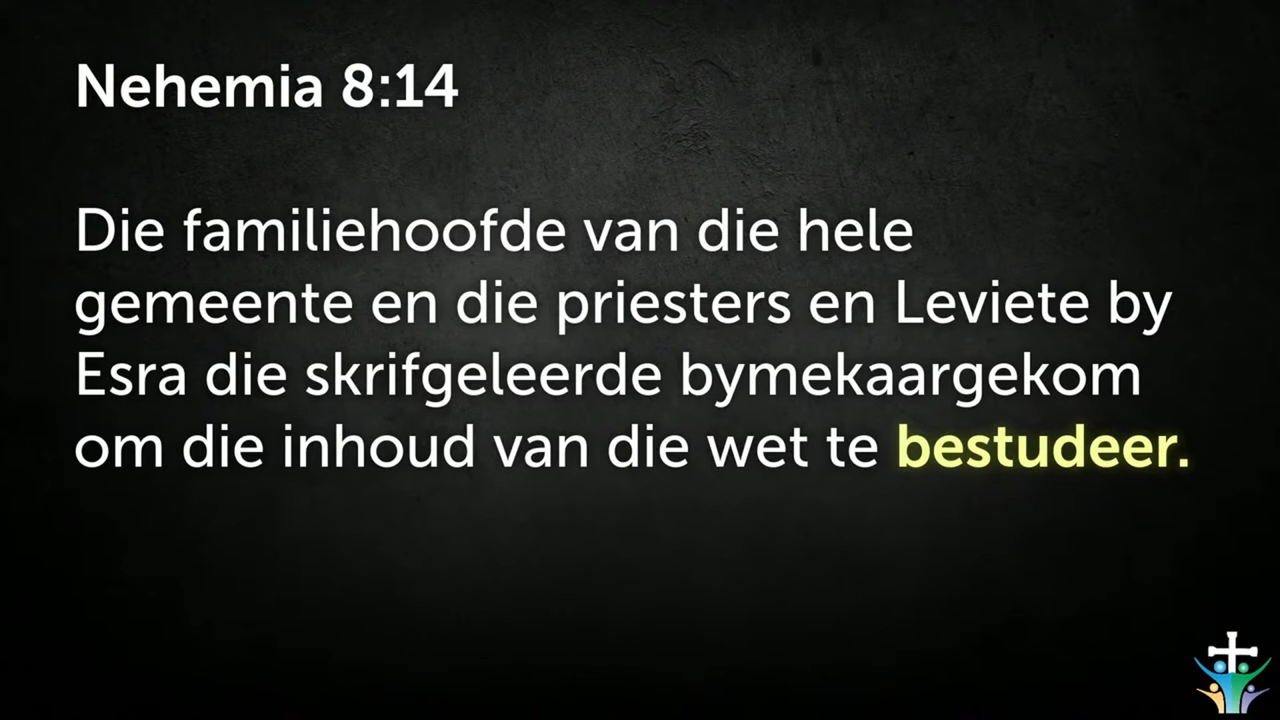 Nehemia 8:14
Die familiehoofde van die hele
gemeente en die priesters en Leviete by
Esra die skrifgeleerde bymekaargekom
om die inhoud van die wet te bestudeer.